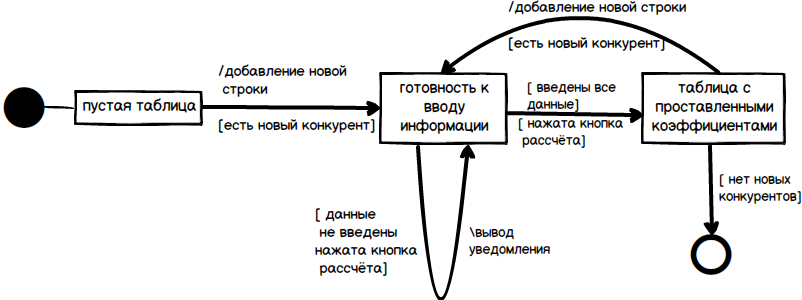 /добавление новой строки
[есть новый конкурент]
/добавление новой
строки
[есть новый конкурент]
пустая таблица
готовность к
вводу
информации
[ введены все
данные]
[ нажата кнопка
рассчёта]
таблица с
проставленными
коэффициентами
[ нет новых
конкурентов]
[ данные
не введены
нажата кнопка
рассчёта]
\вывод
уведомления